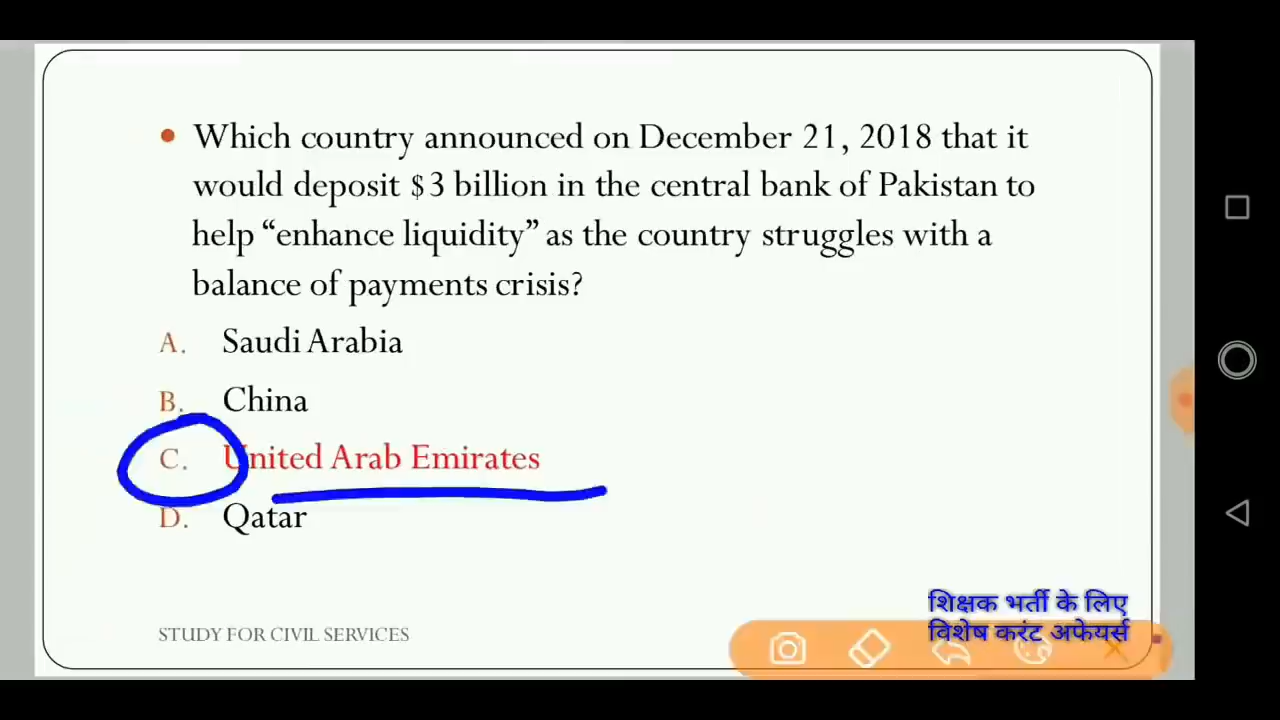 Which country announced on December 21, 2018 that it
would deposit $3 billion in the central bank of Pakistan to
help “enhance liquidity” as the country struggles with a
balance of payments crisis?
A. Saudi Arabia
B. China
C. United Arab Emirates
D. Qatar
शिक्षक भर्ती के लिए
विशेष करंट अफेयर्स
STUDY FOR CIVIL SERVICES